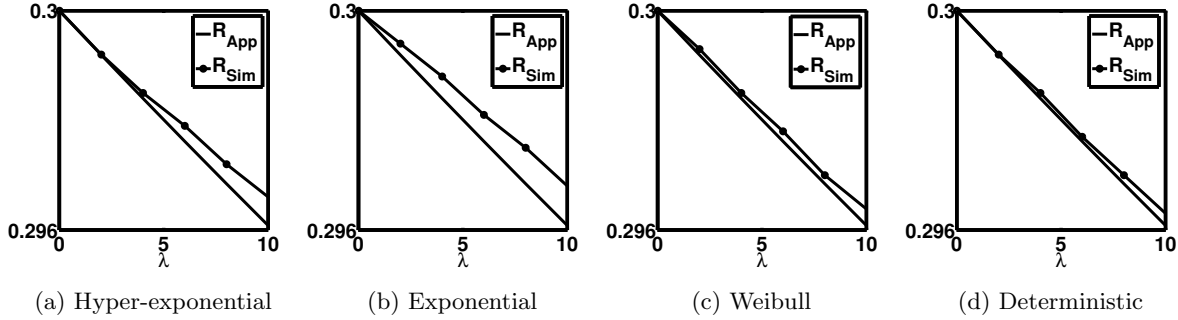 0.3
R_App
R_Sim
0.296
0
5
10
λ
(a) Hyper-exponential
0.3
R_App
R_Sim
0.296
0
5
10
λ
(b) Exponential
0.3
R_App
R_Sim
0.296
0
5
10
λ
(c) Weibull
0.3
R_App
R_Sim
0.296
0
5
10
λ
(d) Deterministic